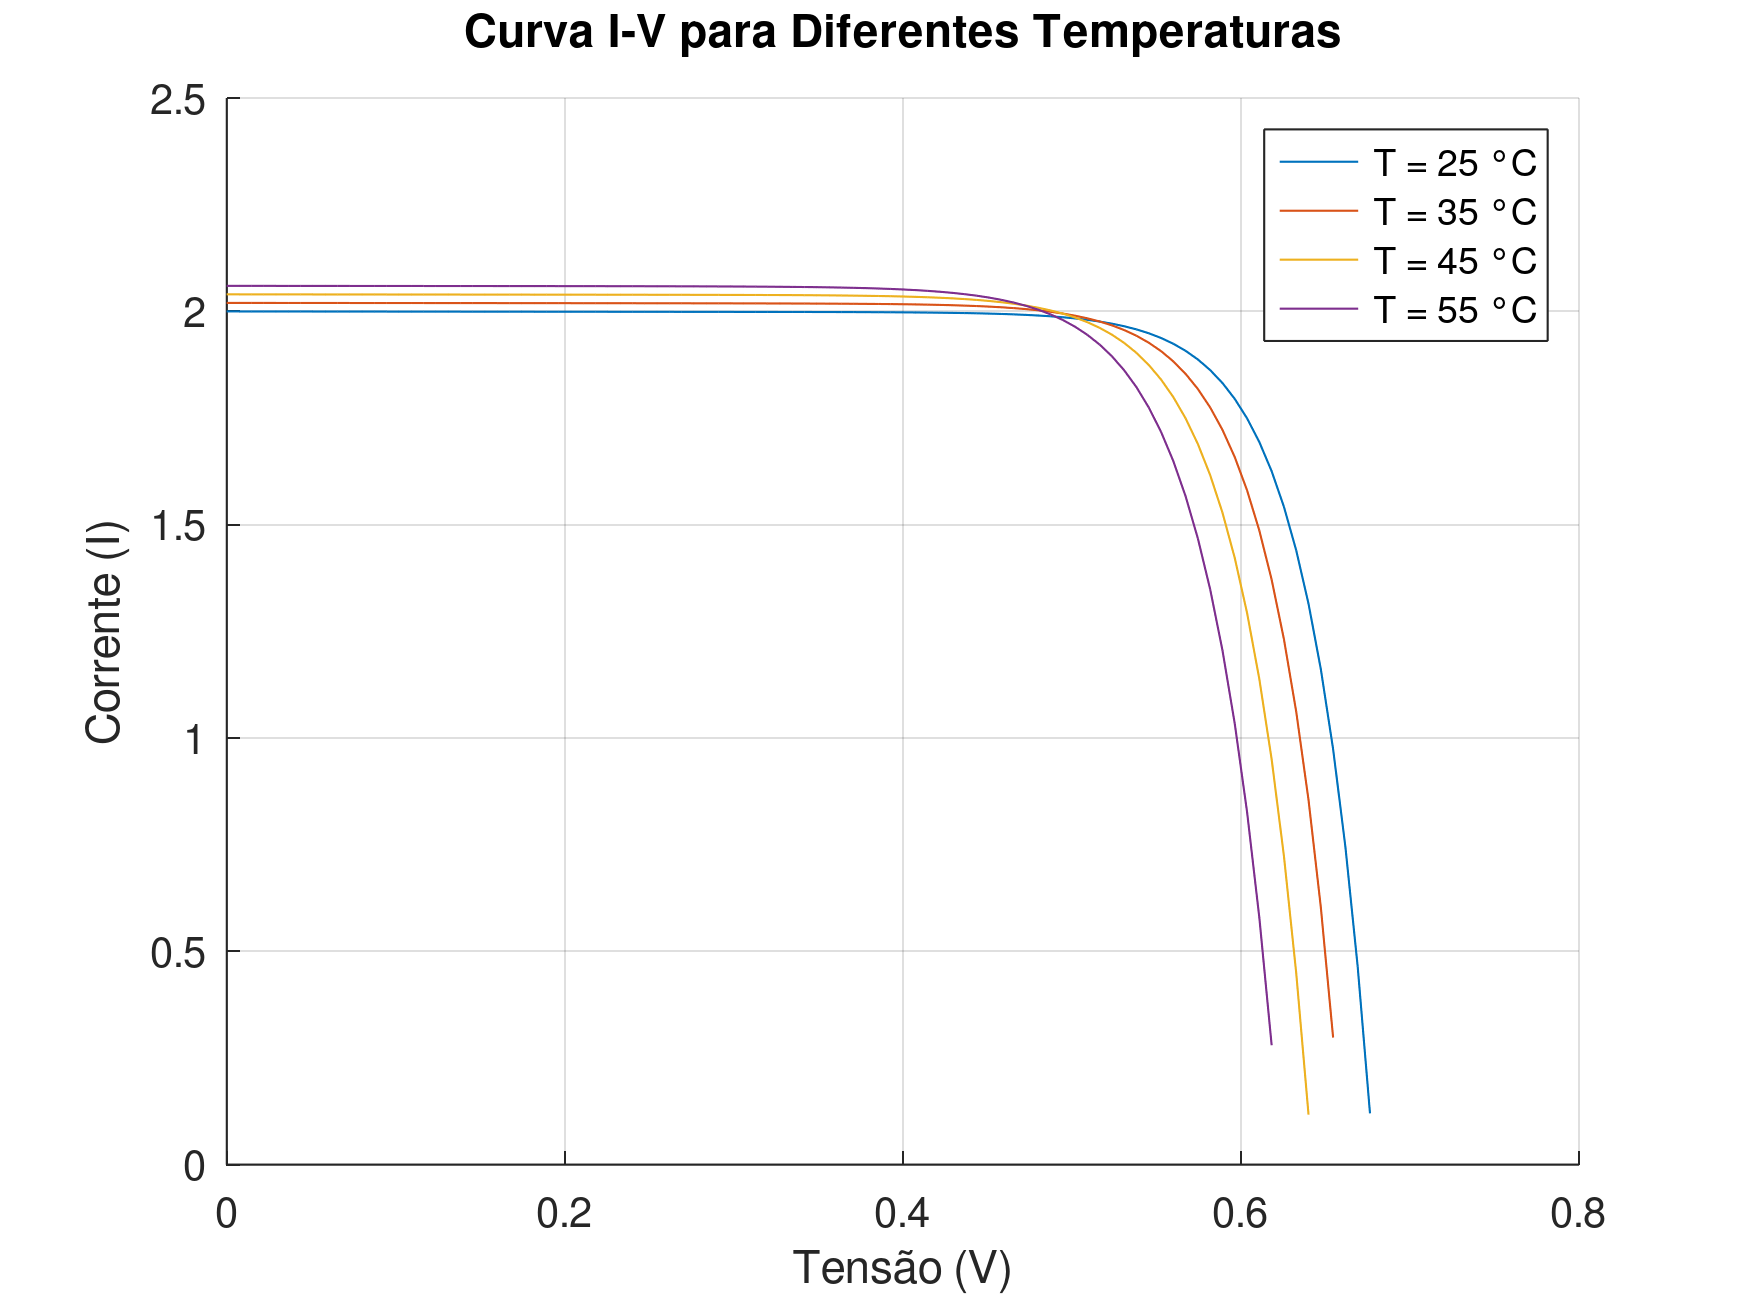 Curva I-V para Diferentes Temperaturas
2.5
2
1.5
1
0.5
0
Corrente (I)
T = 25 °C
T = 35 °C
T = 45 °C
T = 55 °C
0
0.2
0.4
0.6
0.8
Tensão (V)